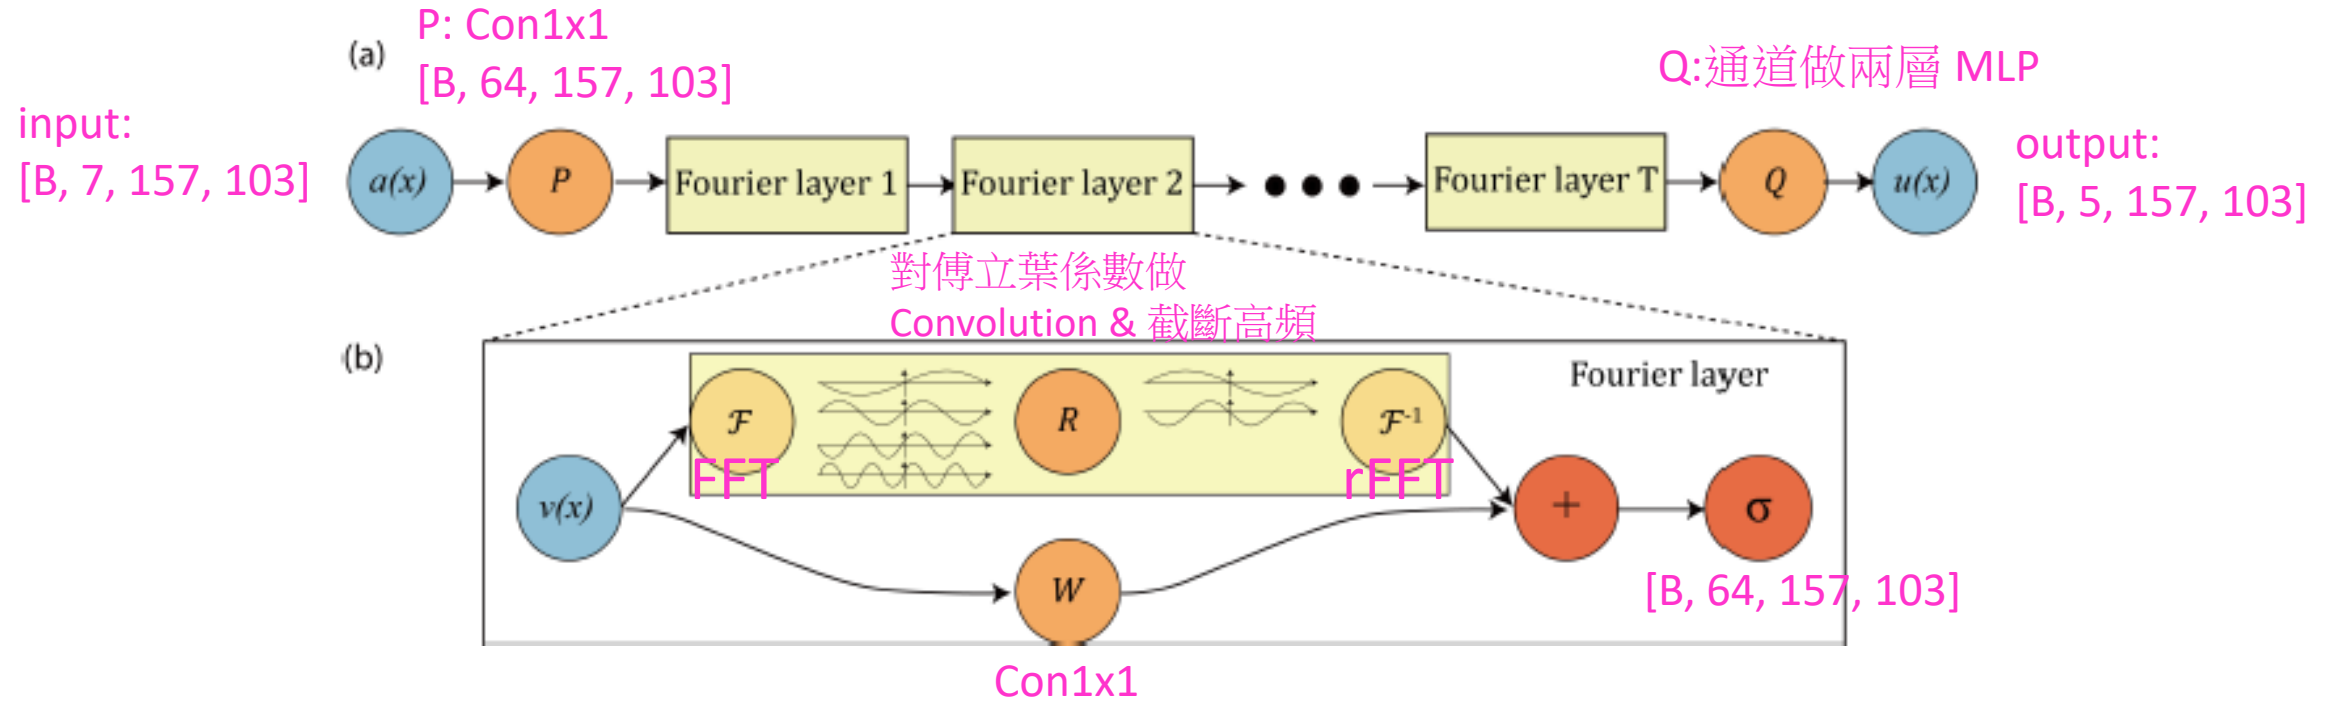 P: Con1x1
[B, 64, 157, 103]
(a)
Q:通道做兩層 MLP
input:
[B, 7, 157, 103]
a(x)
P
Fourier layer 1
Fourier layer 2
Fourier layer T
Q
u(x)
output:
[B, 5, 157, 103]
對傅立葉係數做
Convolution & 截斷高頻
(b)
Fourier layer
ℱ
R
ℱ⁻¹
FFT
rFFT
v(x)
+
σ
W
[B, 64, 157, 103]
Con1x1